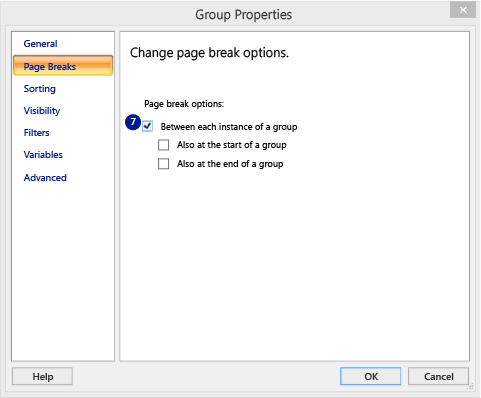 Group Properties
General
Page Breaks
Sorting
Visibility
Filters
Variables
Advanced
Change page break options.
Page break options:
7 Between each instance of a group
Also at the start of a group
Also at the end of a group
Help
OK
Cancel